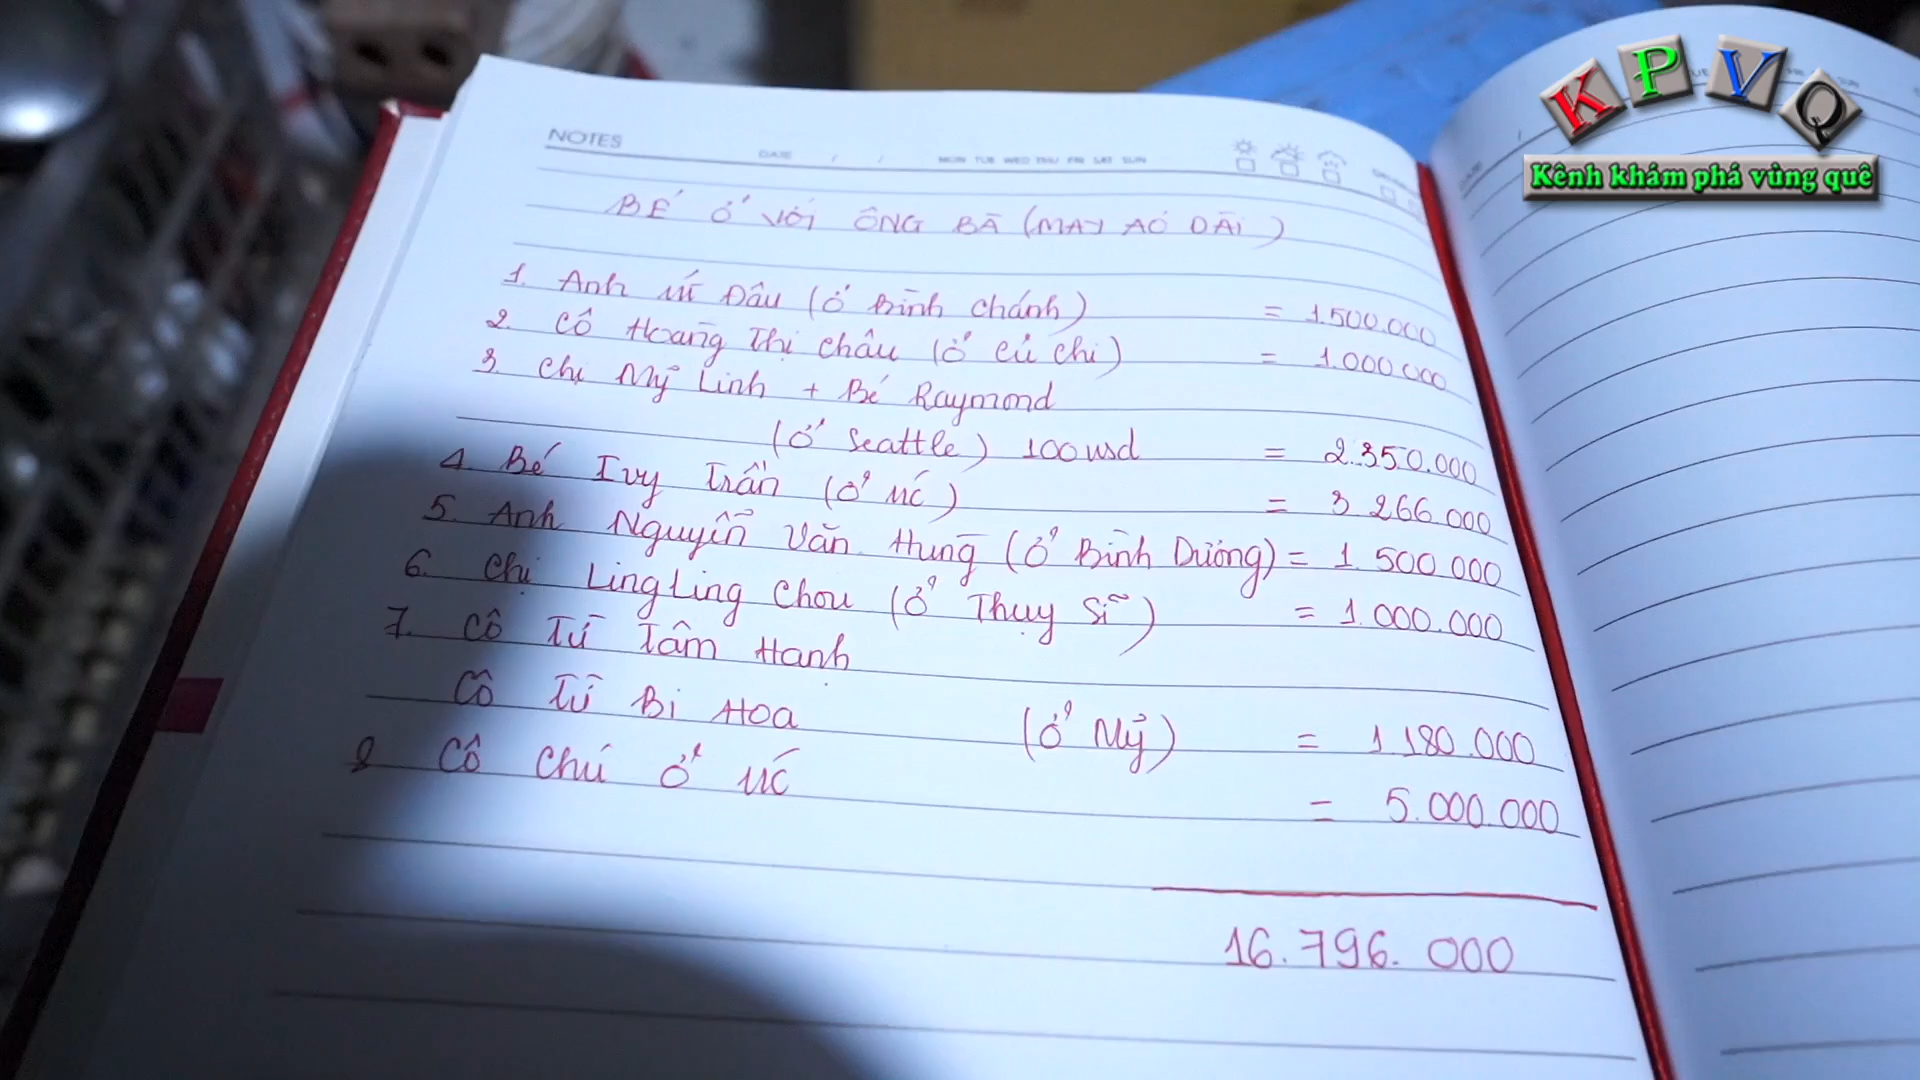 K P V Q
Kênh khám phá vùng quê
NOTES
DATE / / MON TUE WED THU FRI SAT SUN
BÉ Ở VỚI ÔNG BÀ (MAY ÁO DÀI)
1. Anh út Đậu (ở Bình Chánh) = 1.500.000
2. Cô Hoàng Thị Châu (ở củ chi) = 1.000.000
3. Chị Mỹ Linh + Bé Raymond
(ở Seattle) 100 usd = 2.350.000
4. Bé Ivy Trần (ở Úc) = 3 266.000
5. Anh Nguyễn Văn Hùng (ở Bình Dương) = 1 500 000
6. Chị LingLing Chou (ở Thụy Sĩ) = 1.000.000
7. Cô Từ Tâm Hạnh
Cô Từ Bi Hoa (ở Mỹ) = 1 180.000
8 Cô Chú ở Úc = 5.000.000
16.796.000